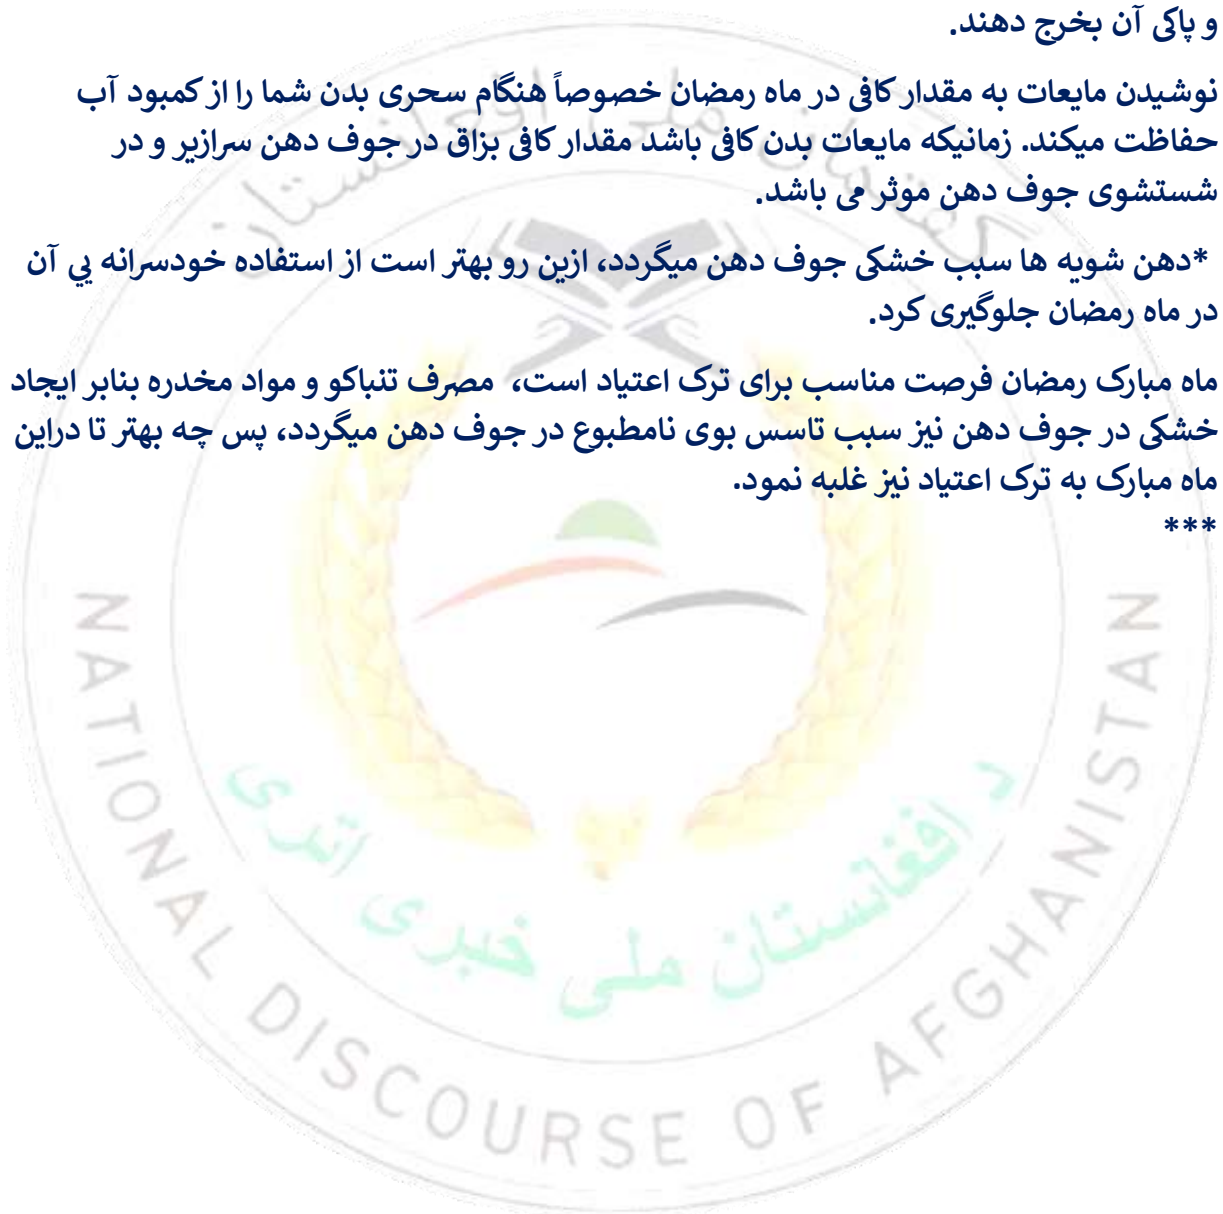 و پاکی آن بخرج دهند.
نوشیدن مایعات به مقدار کافی در ماه رمضان خصوصاً هنگام سحری بدن شما را از کمبود آب
حفاظت میکند. زمانیکه مایعات بدن کافی باشد مقدار کافی بزاق در جوف دهن سرازیر و در
شستشوی جوف دهن موثر می باشد.
*دهن شویه ها سبب خشکی جوف دهن میگردد، ازین رو بهتر است از استفاده خودسرانه یي آن
در ماه رمضان جلوگیری کرد.
ماه مبارک رمضان فرصت مناسب برای ترک اعتیاد است، مصرف تنباکو و مواد مخدره بنابر ایجاد
خشکی در جوف دهن نیز سبب تاسس بوی نامطبوع در جوف دهن میگردد، پس چه بهتر تا دراین
ماه مبارک به ترک اعتیاد نیز غلبه نمود.
***
گفتمان ملی افغانستان
د افغانستان ملی خبری اتری
NATIONAL DISCOURSE OF AFGHANISTAN